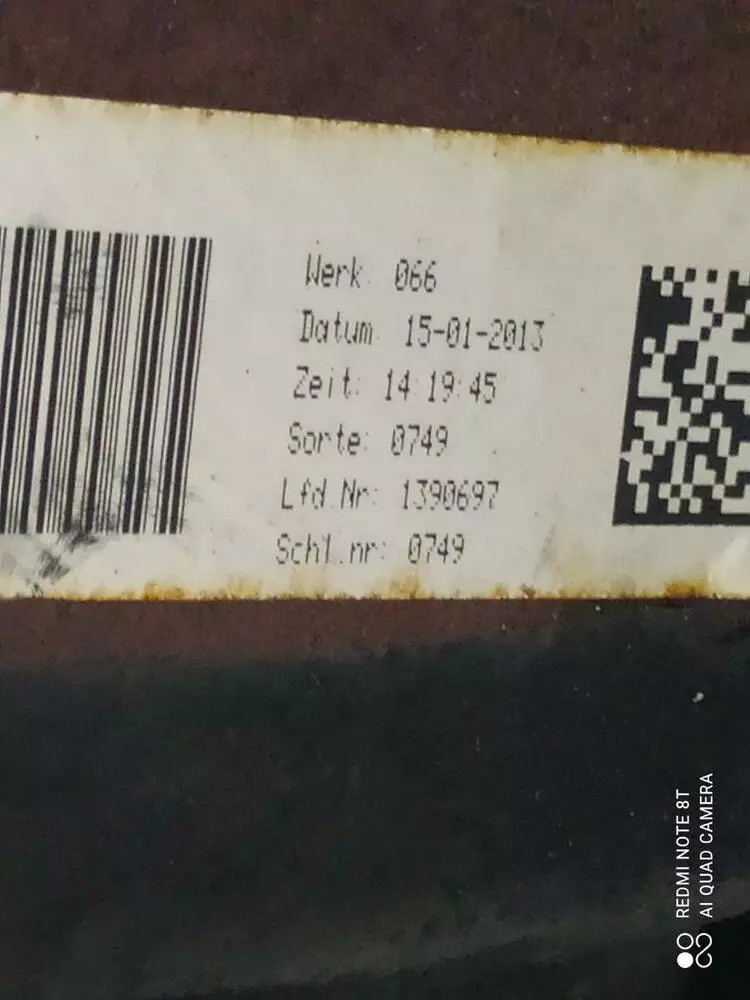 Werk: 066
Datum: 15-01-2013
Zeit: 14:19:45
Sorte: 0749
Lfd.Nr: 1390697
Schl.nr: 0749
REDMI NOTE 8T
AI QUAD CAMERA